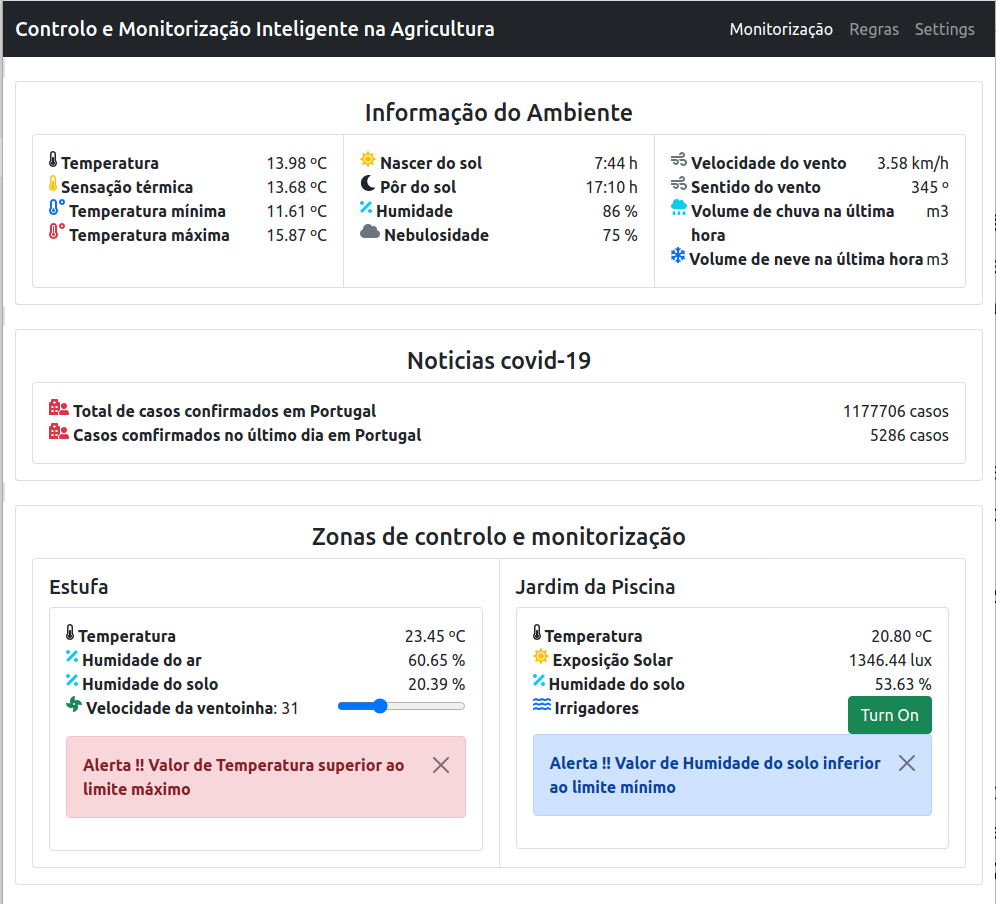 Controlo e Monitorização Inteligente na Agricultura
Monitorização Regras Settings
Informação do Ambiente
Temperatura 13.98 ºC
Sensação térmica 13.68 ºC
Temperatura mínima 11.61 ºC
Temperatura máxima 15.87 ºC
Nascer do sol 7:44 h
Pôr do sol 17:10 h
Humidade 86 %
Nebulosidade 75 %
Velocidade do vento 3.58 km/h
Sentido do vento 345 º
Volume de chuva na última m3
hora
Volume de neve na última hora m3
Noticias covid-19
Total de casos confirmados em Portugal 1177706 casos
Casos comfirmados no último dia em Portugal 5286 casos
Zonas de controlo e monitorização
Estufa
Temperatura 23.45 ºC
Humidade do ar 60.65 %
Humidade do solo 20.39 %
Velocidade da ventoinha: 31
Alerta !! Valor de Temperatura superior ao
limite máximo
Jardim da Piscina
Temperatura 20.80 ºC
Exposição Solar 1346.44 lux
Humidade do solo 53.63 %
Irrigadores Turn On
Alerta !! Valor de Humidade do solo inferior
ao limite mínimo